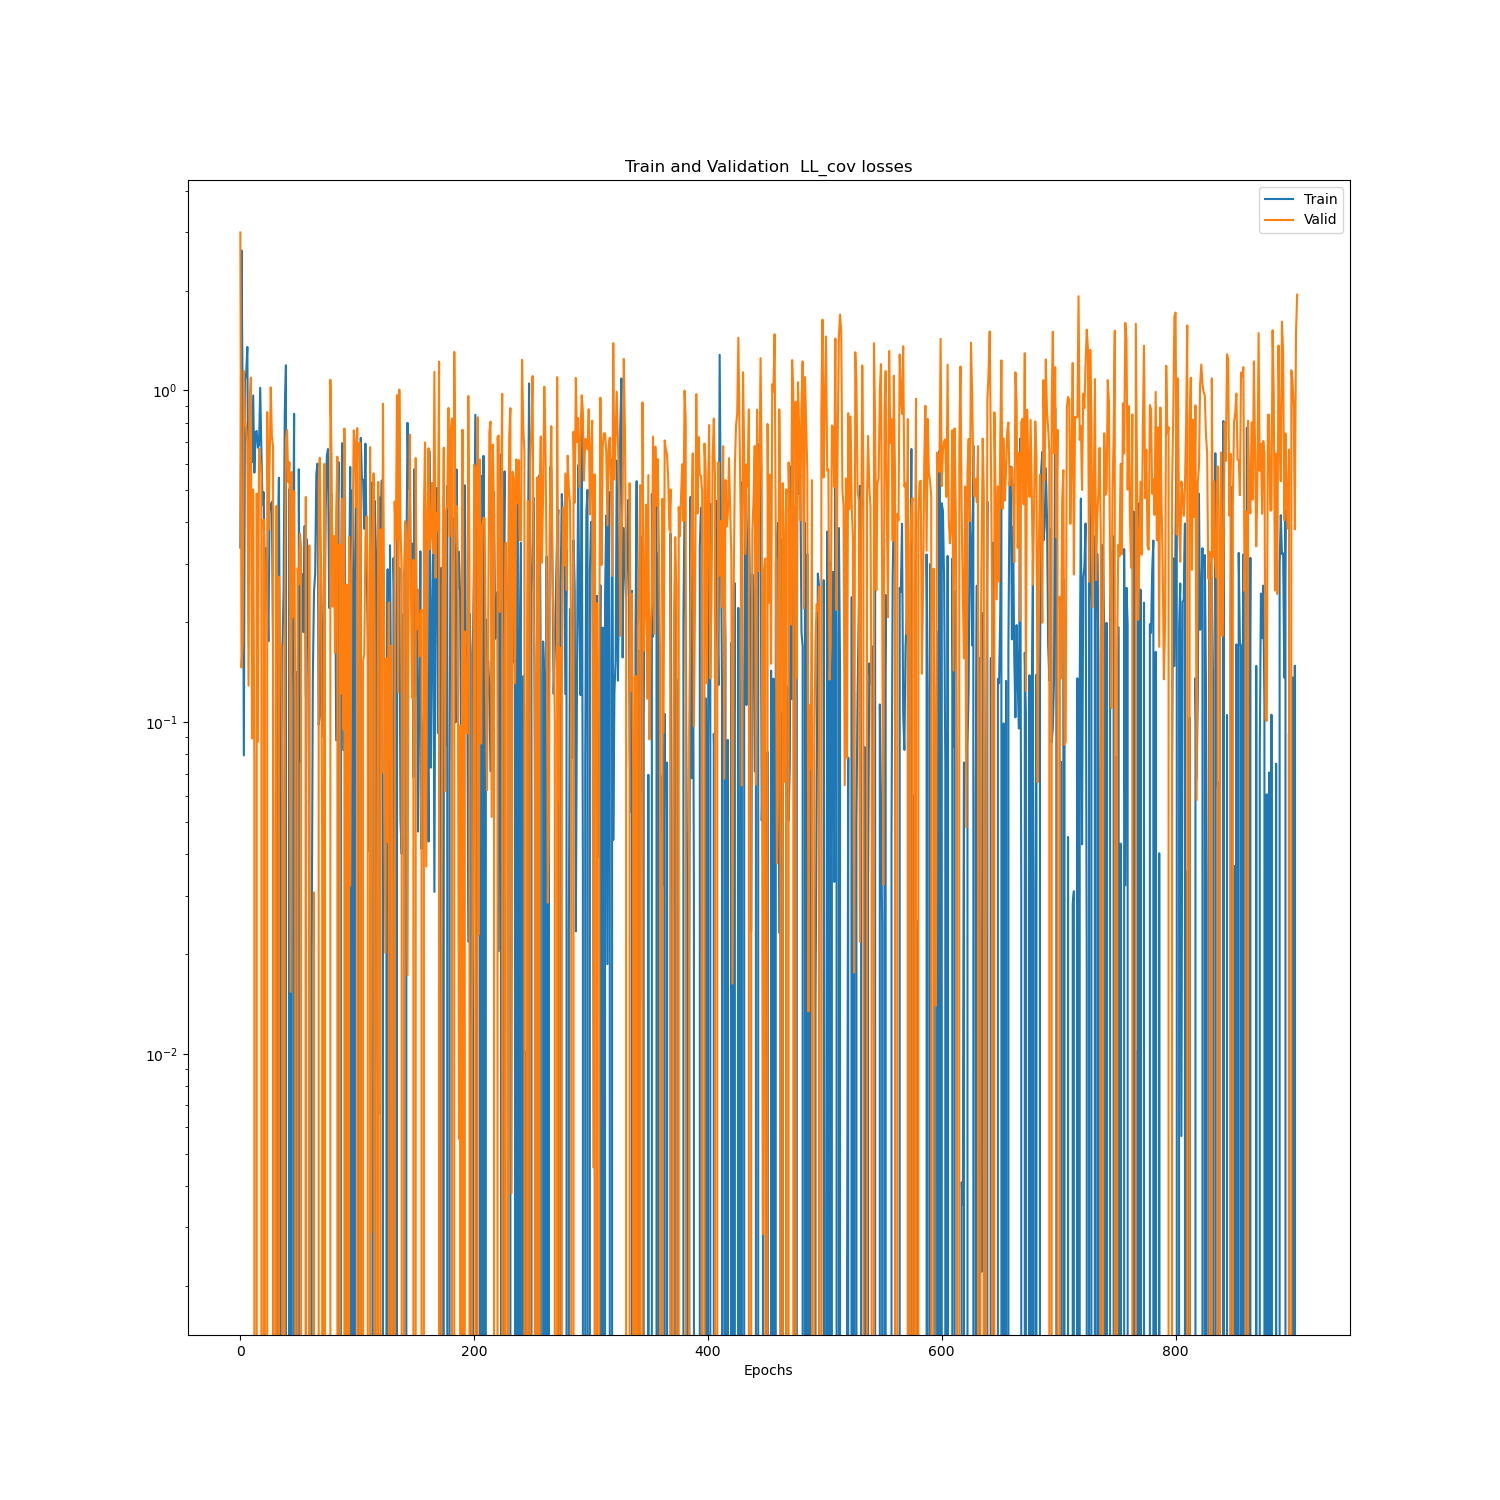 Train and Validation  LL_cov losses
Train
Valid
10⁰
10⁻¹
10⁻²
0 200 400 600 800
Epochs